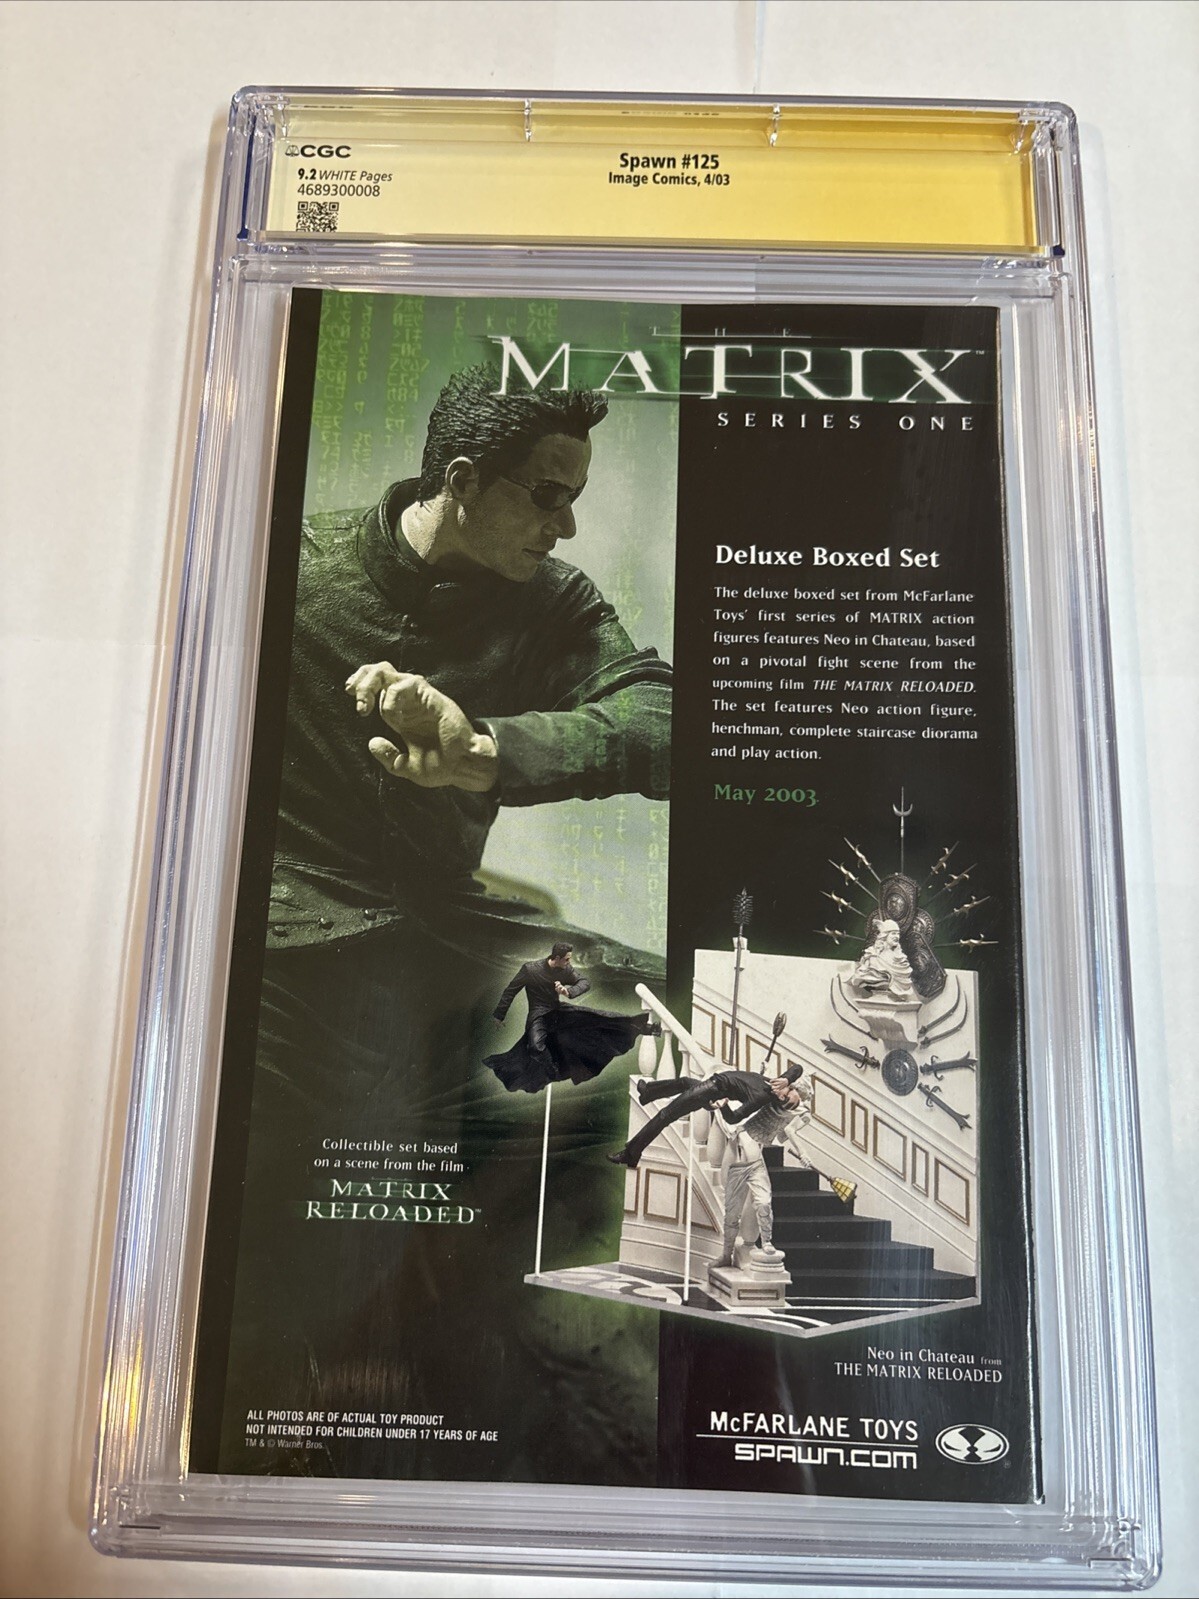 CGC
9.2 WHITE Pages
4689300008
Spawn #125
Image Comics, 4/03
THE
MATRIX™
SERIES ONE
Deluxe Boxed Set
The deluxe boxed set from McFarlane
Toys' first series of MATRIX action
figures features Neo in Chateau, based
on a pivotal fight scene from the
upcoming film THE MATRIX RELOADED.
The set features Neo action figure,
henchman, complete staircase diorama
and play action.
May 2003
Collectible set based
on a scene from the film
MATRIX
RELOADED™
Neo in Chateau from
THE MATRIX RELOADED
ALL PHOTOS ARE OF ACTUAL TOY PRODUCT
NOT INTENDED FOR CHILDREN UNDER 17 YEARS OF AGE
TM & © Warner Bros.
McFARLANE TOYS
SPAWN.COM